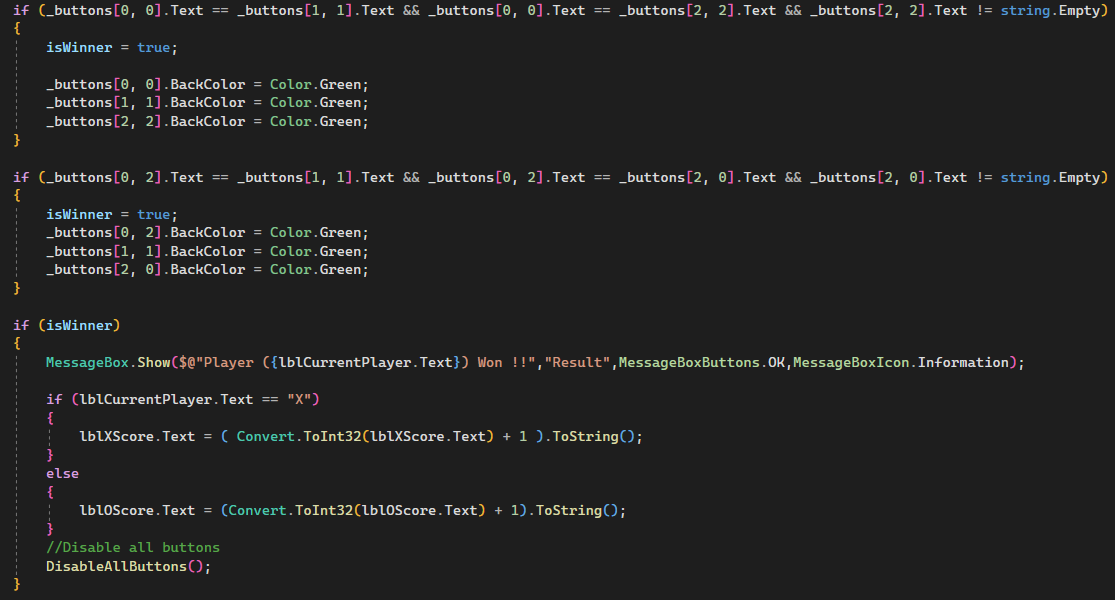 if (_buttons[0, 0].Text == _buttons[1, 1].Text && _buttons[0, 0].Text == _buttons[2, 2].Text && _buttons[2, 2].Text != string.Empty)
{
    isWinner = true;

    _buttons[0, 0].BackColor = Color.Green;
    _buttons[1, 1].BackColor = Color.Green;
    _buttons[2, 2].BackColor = Color.Green;
}

if (_buttons[0, 2].Text == _buttons[1, 1].Text && _buttons[0, 2].Text == _buttons[2, 0].Text && _buttons[2, 0].Text != string.Empty)
{
    isWinner = true;
    _buttons[0, 2].BackColor = Color.Green;
    _buttons[1, 1].BackColor = Color.Green;
    _buttons[2, 0].BackColor = Color.Green;
}

if (isWinner)
{
    MessageBox.Show($@"Player ({lblCurrentPlayer.Text}) Won !!","Result",MessageBoxButtons.OK,MessageBoxIcon.Information);

    if (lblCurrentPlayer.Text == "X")
    {
        lblXScore.Text = ( Convert.ToInt32(lblXScore.Text) + 1 ).ToString();
    }
    else
    {
        lblOScore.Text = (Convert.ToInt32(lblOScore.Text) + 1).ToString();
    }
    //Disable all buttons
    DisableAllButtons();
}